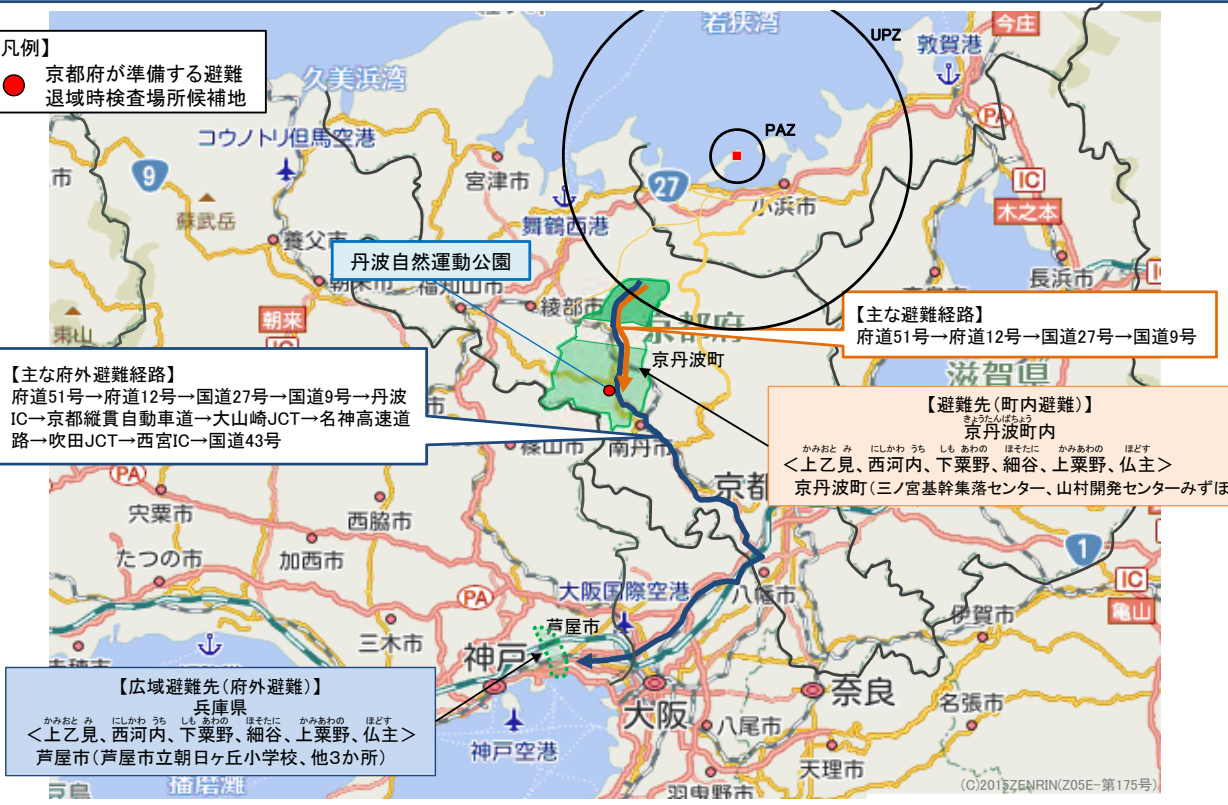 凡例】
京都府が準備する避難
退域時検査場所候補地
若狭湾
UPZ
今庄
敦賀港
久美浜湾
PA
コウノトリ但馬空港
PAZ
IC
市
9
宮津市
27
小浜市
木之本
蘇武岳
舞鶴西港
養父市
長浜市
丹波自然運動公園
朝来市
福知山市
綾部市
朝来
IC
東山
京都府
【主な避難経路】
府道51号→府道12号→国道27号→国道9号
京丹波町
滋賀県
【主な府外避難経路】
府道51号→府道12号→国道27号→国道9号→丹波
IC→京都縦貫自動車道→大山崎JCT→名神高速道
路→吹田JCT→西宮IC→国道43号
【避難先(町内避難)】
きょうたんばちょう
京丹波町内
かみおと み にしかわ うち しも あわの ほそたに かみあわの ほどす
<上乙見、西河内、下粟野、細谷、上粟野、仏主>
京丹波町(三ノ宮基幹集落センター、山村開発センターみずほ
市
篠山市
南丹市
PA
京都
宍粟市
西脇市
1
たつの市
加西市
IC
大阪国際空港
八幡市
PA
伊賀市
亀山
芦屋市
三木市
神戸
【広域避難先(府外避難)】
兵庫県
かみおと み にしかわ うち しも あわの ほそたに かみあわの ほどす
<上乙見、西河内、下粟野、細谷、上粟野、仏主>
芦屋市(芦屋市立朝日ヶ丘小学校、他3か所)
奈良
大阪
名張市
八尾市
神戸空港
天理市
播磨灘
羽曳野市
(C)2015ZENRIN(Z05E-第175号)